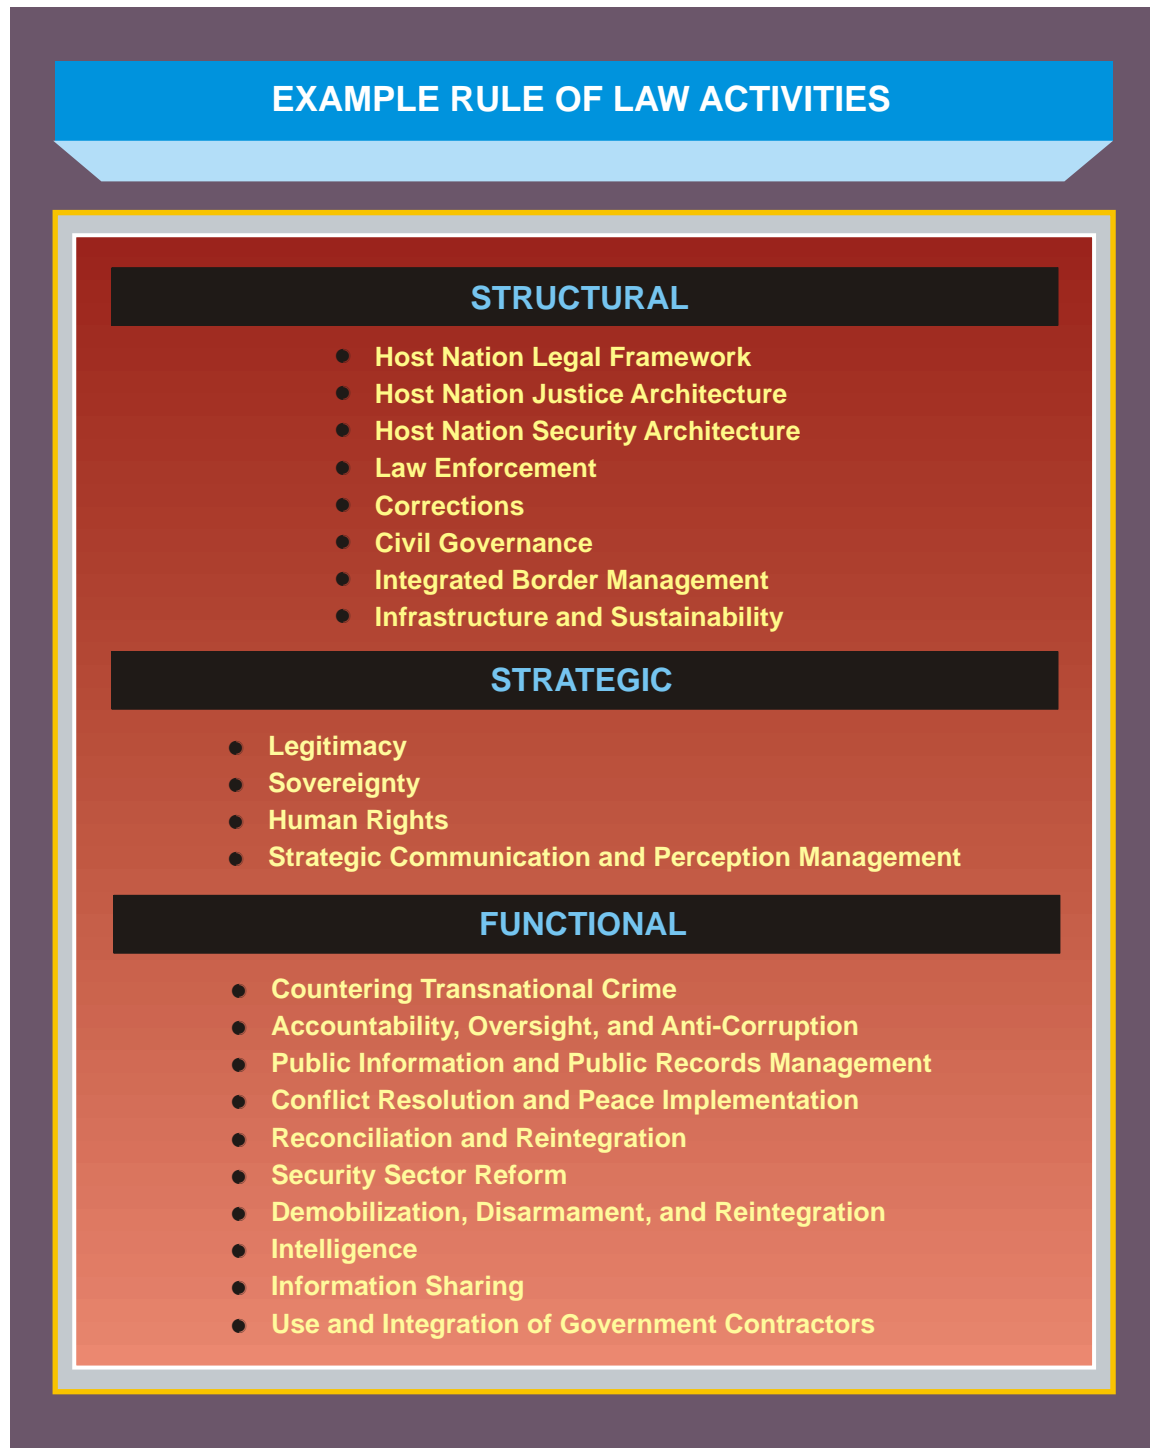 EXAMPLE RULE OF LAW ACTIVITIES
STRUCTURAL
Host Nation Legal Framework
Host Nation Justice Architecture
Host Nation Security Architecture
Law Enforcement
Corrections
Civil Governance
Integrated Border Management
Infrastructure and Sustainability
STRATEGIC
Legitimacy
Sovereignty
Human Rights
Strategic Communication and Perception Management
FUNCTIONAL
Countering Transnational Crime
Accountability, Oversight, and Anti-Corruption
Public Information and Public Records Management
Conflict Resolution and Peace Implementation
Reconciliation and Reintegration
Security Sector Reform
Demobilization, Disarmament, and Reintegration
Intelligence
Information Sharing
Use and Integration of Government Contractors